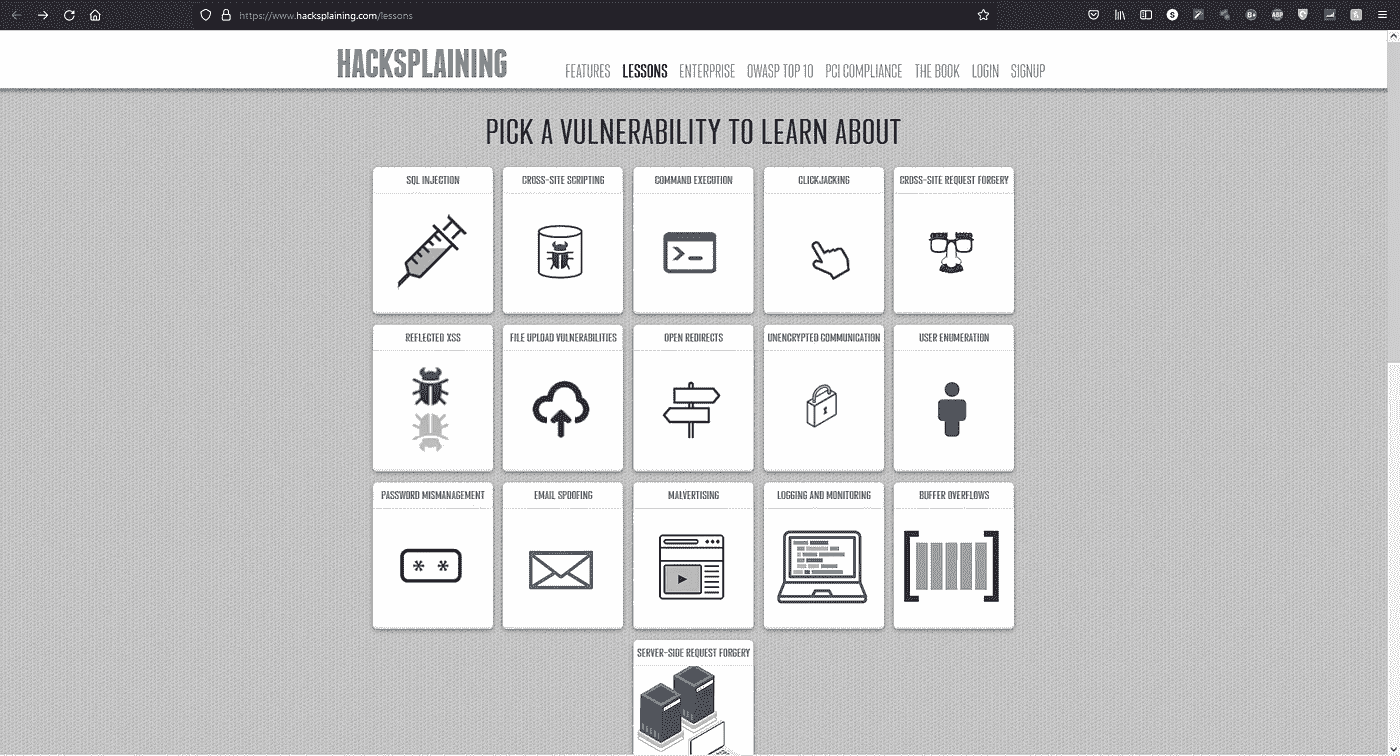 https://www.hacksplaining.com/lessons
HACKSPLAINING
FEATURES LESSONS ENTERPRISE OWASP TOP 10 PCI COMPLIANCE THE BOOK LOGIN SIGNUP
PICK A VULNERABILITY TO LEARN ABOUT
SQL INJECTION CROSS-SITE SCRIPTING COMMAND EXECUTION CLICKJACKING CROSS-SITE REQUEST FORGERY
REFLECTED XSS FILE UPLOAD VULNERABILITIES OPEN REDIRECTS UNENCRYPTED COMMUNICATION USER ENUMERATION
PASSWORD MISMANAGEMENT EMAIL SPOOFING MALVERTISING LOGGING AND MONITORING BUFFER OVERFLOWS
* *
SERVER-SIDE REQUEST FORGERY